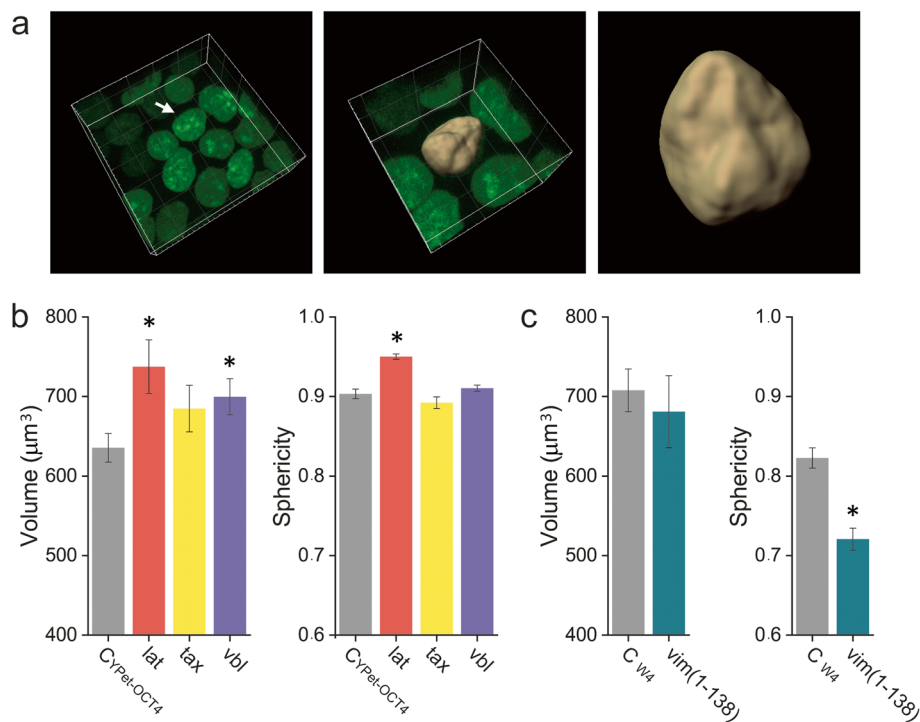 a
b
Volume (μm³)
800
700
600
500
400
*
*
C YPet-OCT4
lat
tax
vbl
Sphericity
1.0
0.9
0.8
0.7
0.6
*
C YPet-OCT4
lat
tax
vbl
c
Volume (μm³)
800
700
600
500
400
C W4
vim(1-138)
Sphericity
1.0
0.9
0.8
0.7
0.6
*
C W4
vim(1-138)